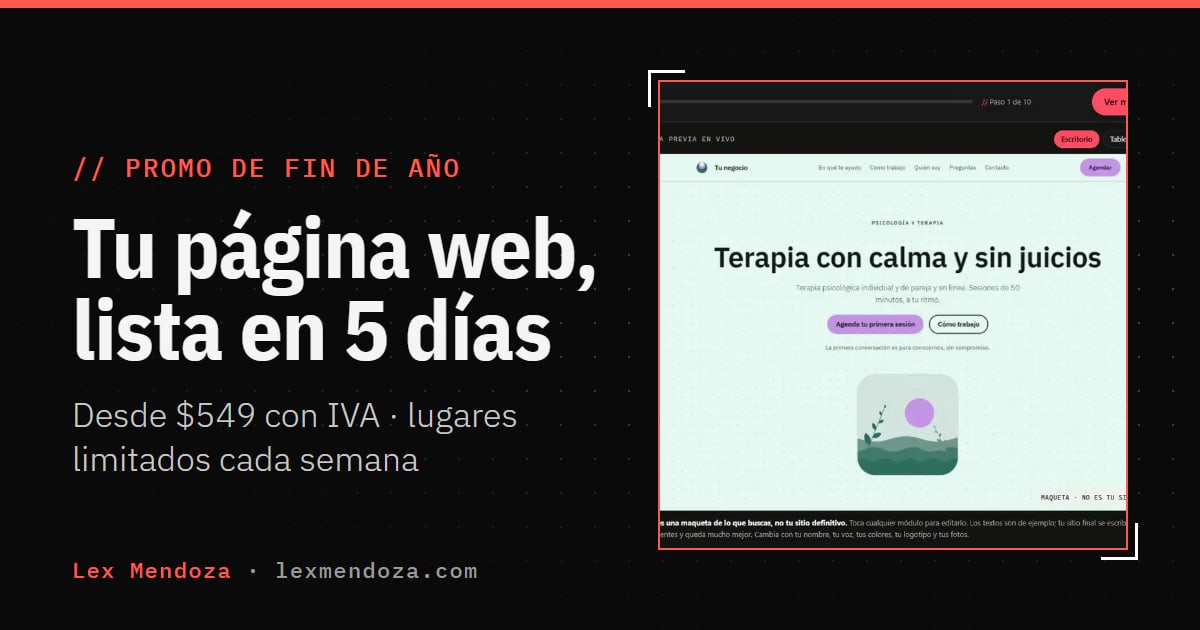 // PROMO DE FIN DE AÑO
Tu página web,
lista en 5 días
Desde $549 con IVA · lugares
limitados cada semana
Lex Mendoza · lexmendoza.com
// Paso 1 de 10
Ver
A PREVIA EN VIVO
Escritorio
Table
Tu negocio
En qué te ayudo
Cómo trabajo
Quién soy
Preguntas
Contacto
Agendar
PSICOLOGÍA Y TERAPIA
Terapia con calma y sin juicios
Terapia psicológica individual y de pareja y en línea. Sesiones de 50
minutos, a tu ritmo.
Agenda tu primera sesión
Cómo trabajo
La primera conversación es para conocernos, sin compromiso.
MAQUETA · NO ES TU SI
s una maqueta de lo que buscas, no tu sitio definitivo. Toca cualquier módulo para editarlo. Los textos son de ejemplo; tu sitio final se escrib
entes y queda mucho mejor. Cambia con tu nombre, tu voz, tus colores, tu logotipo y tus fotos.